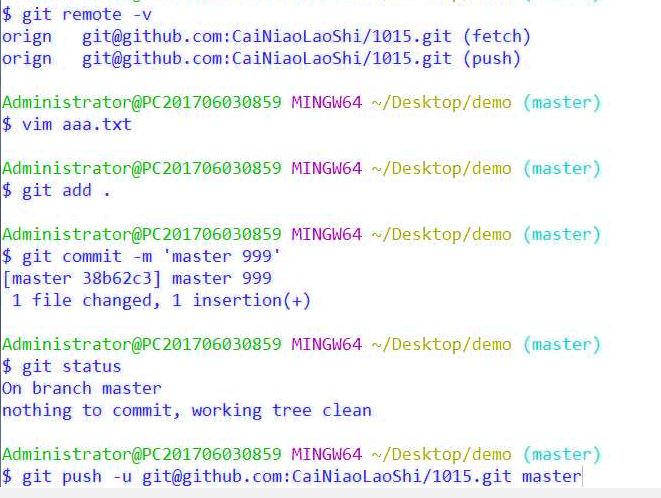 $ git remote -v
orign   git@github.com:CaiNiaoLaoShi/1015.git (fetch)
orign   git@github.com:CaiNiaoLaoShi/1015.git (push)
Administrator@PC201706030859 MINGW64 ~/Desktop/demo (master)
$ vim aaa.txt
Administrator@PC201706030859 MINGW64 ~/Desktop/demo (master)
$ git add .
Administrator@PC201706030859 MINGW64 ~/Desktop/demo (master)
$ git commit -m 'master 999'
[master 38b62c3] master 999
 1 file changed, 1 insertion(+)
Administrator@PC201706030859 MINGW64 ~/Desktop/demo (master)
$ git status
On branch master
nothing to commit, working tree clean
Administrator@PC201706030859 MINGW64 ~/Desktop/demo (master)
$ git push -u git@github.com:CaiNiaoLaoShi/1015.git master